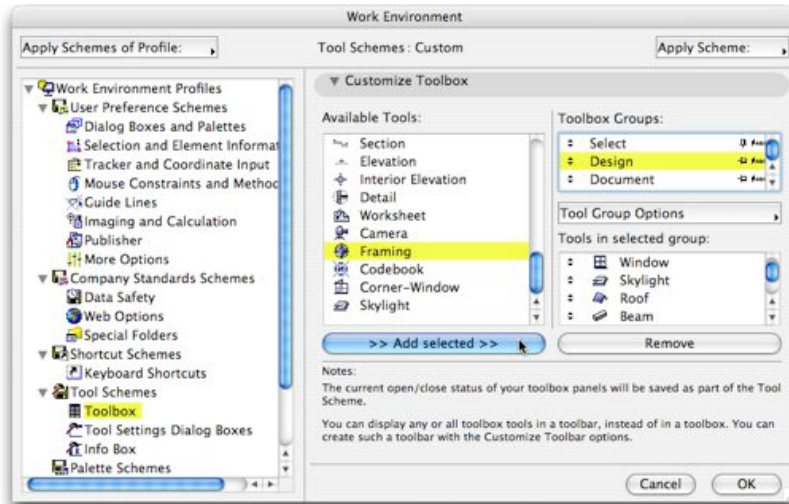 Work Environment
Apply Schemes of Profile:
Tool Schemes : Custom
Apply Scheme:
Work Environment Profiles
User Preference Schemes
Dialog Boxes and Palettes
Selection and Element Informat
Tracker and Coordinate Input
Mouse Constraints and Methoc
Guide Lines
Imaging and Calculation
Publisher
More Options
Company Standards Schemes
Data Safety
Web Options
Special Folders
Shortcut Schemes
Keyboard Shortcuts
Tool Schemes
Toolbox
Tool Settings Dialog Boxes
Info Box
Palette Schemes
Customize Toolbox
Available Tools:
Section
Elevation
Interior Elevation
Detail
Worksheet
Camera
Framing
Codebook
Corner-Window
Skylight
>> Add selected >>
Toolbox Groups:
Select
Design
Document
Tool Group Options
Tools in selected group:
Window
Skylight
Roof
Beam
Remove
Notes:
The current open/close status of your toolbox panels will be saved as part of the Tool
Scheme.
You can display any or all toolbox tools in a toolbar, instead of in a toolbox. You can
create such a toolbar with the Customize Toolbar options.
Cancel
OK